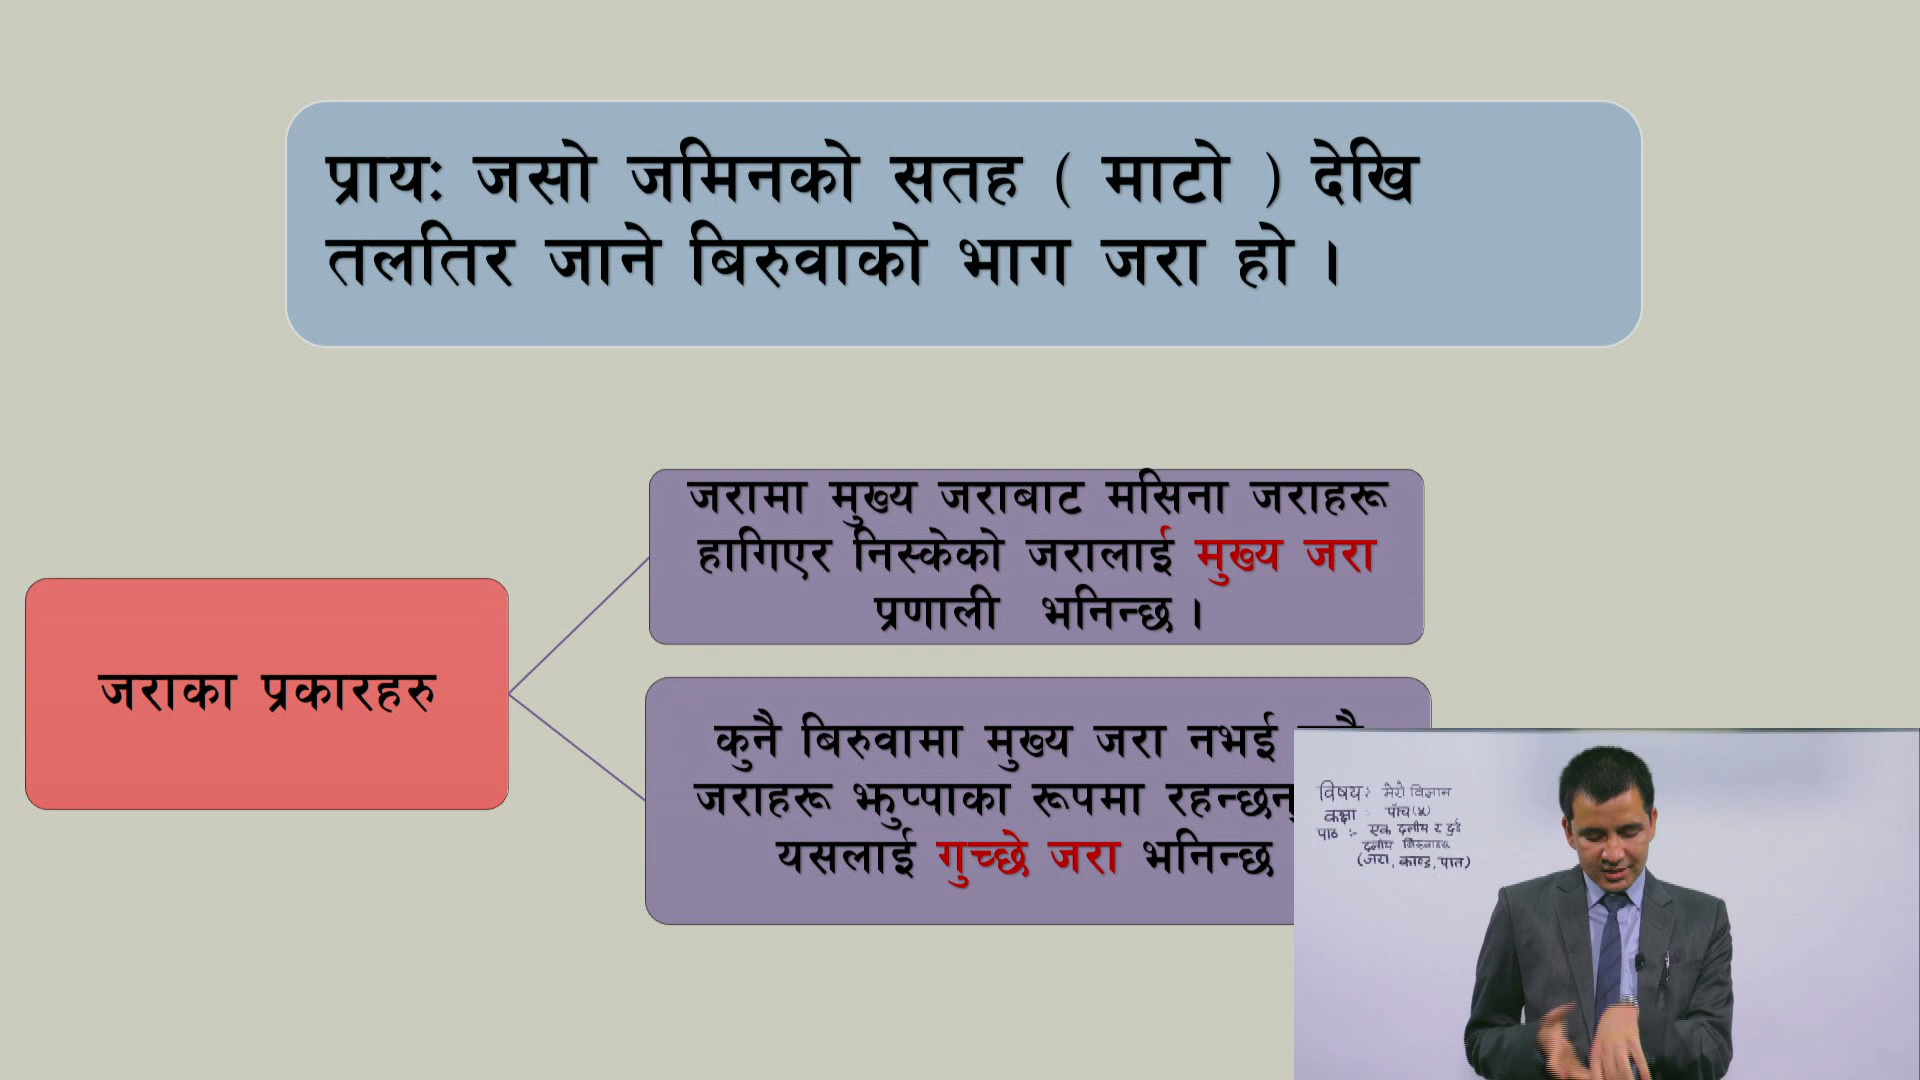 प्रायः जसो जमिनको सतह ( माटो ) देखि
तलतिर जाने बिरुवाको भाग जरा हो ।
जरामा मुख्य जराबाट मसिना जराहरू
हागिएर निस्केको जरालाई मुख्य जरा
प्रणाली भनिन्छ ।
जराका प्रकारहरु
कुनै बिरुवामा मुख्य जरा नभई
जराहरू झुप्पाका रूपमा रहन्छन्
यसलाई गुच्छे जरा भनिन्छ
विषय: मेरो विज्ञान
कक्षा : पाँच (५)
पाठ :- एक दलीय र दुई
दलीय बिरुवाहरु
(जरा, काण्ड, पात)